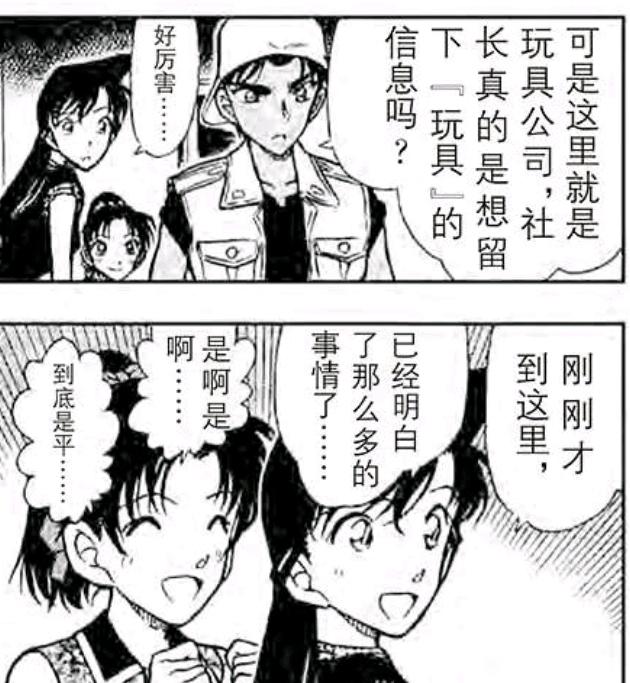 可是这里就是
玩具公司，社
长真的是想留
下『玩具』的
信息吗？
好厉害……
刚刚才
到这里，
已经明白
了那么多的
事情了……
是啊是
啊……
到底是平……